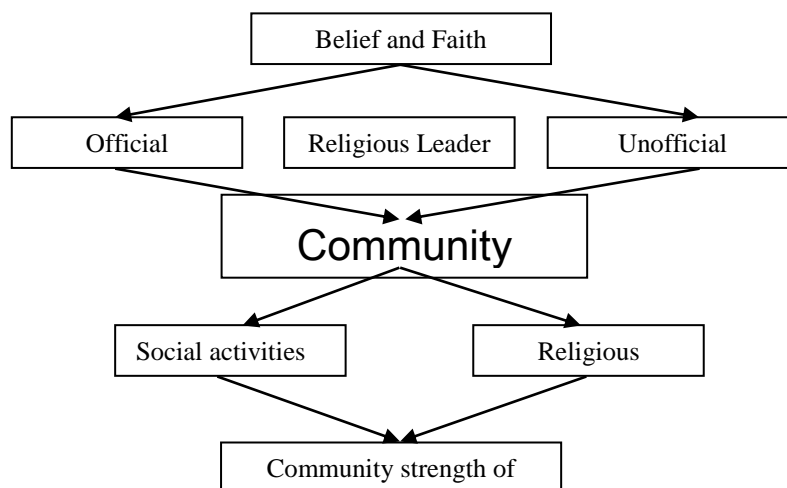 Belief and Faith
Official
Religious Leader
Unofficial
Community
Social activities
Religious
Community strength of